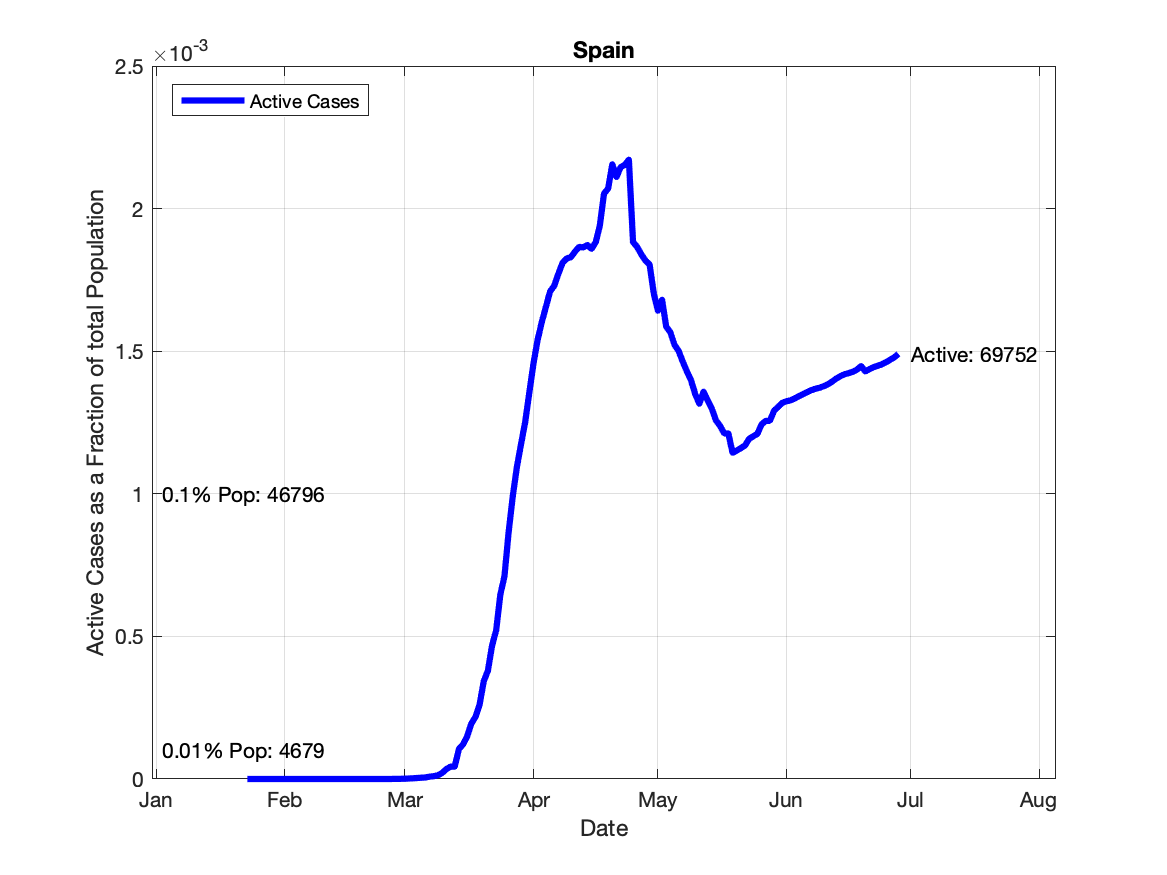 Spain
×10-3
2.5
2
1.5
1
0.5
0
Active Cases
Active: 69752
0.1% Pop: 46796
0.01% Pop: 4679
Jan Feb Mar Apr May Jun Jul Aug
Date
Active Cases as a Fraction of total Population